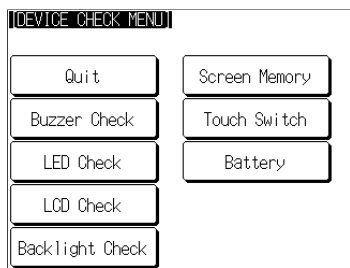 [DEVICE CHECK MENU]
Quit
Buzzer Check
LED Check
LCD Check
Backlight Check
Screen Memory
Touch Switch
Battery